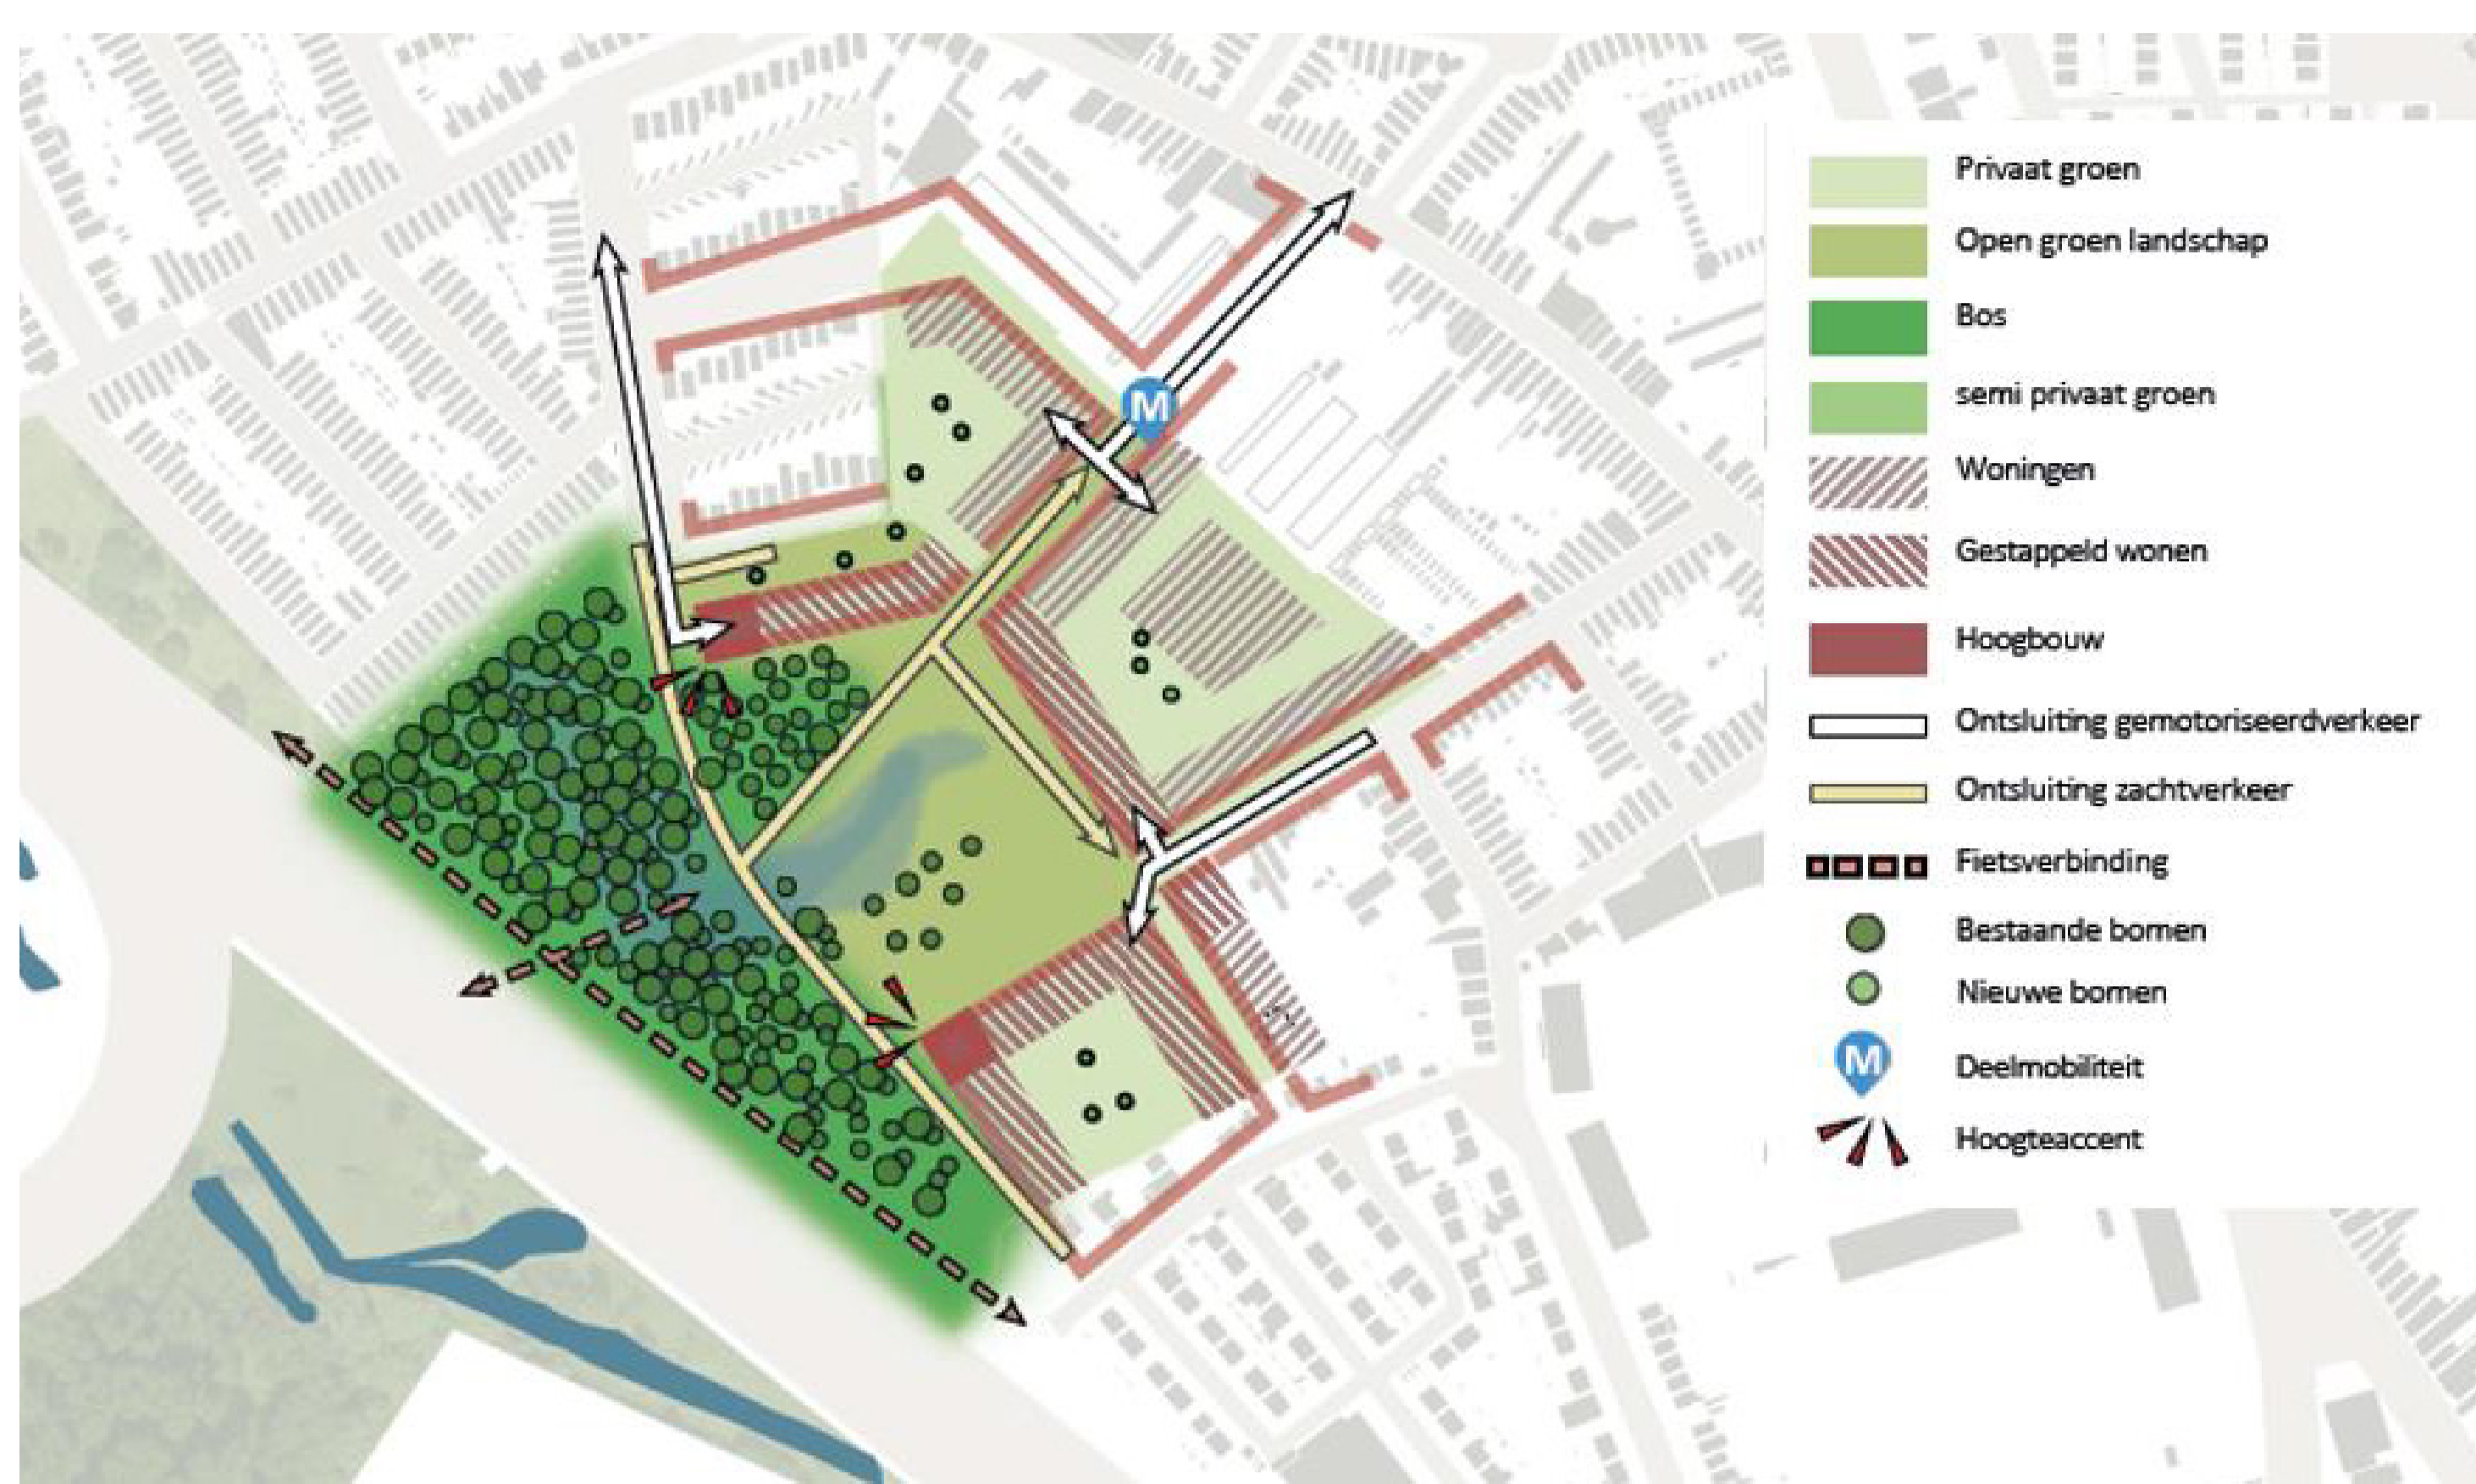 M
Privaat groen
Open groen landschap
Bos
semi privaat groen
Woningen
Gestappeld wonen
Hoogbouw
Ontsluiting gemotoriseerdverkeer
Ontsluiting zachtverkeer
Fietsverbinding
Bestaande bomen
Nieuwe bomen
M
Deelmobiliteit
Hoogteaccent